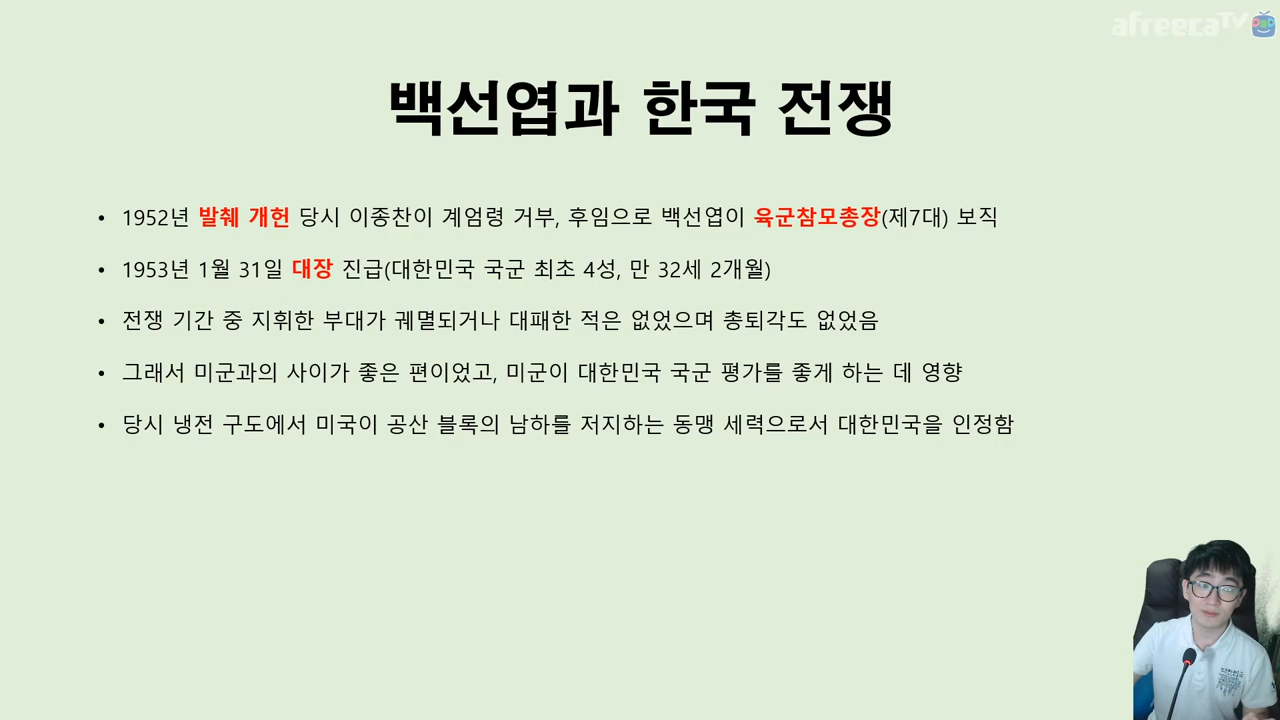 afreecaTV
백선엽과 한국 전쟁
• 1952년 발췌 개헌 당시 이종찬이 계엄령 거부, 후임으로 백선엽이 육군참모총장(제7대) 보직
• 1953년 1월 31일 대장 진급(대한민국 국군 최초 4성, 만 32세 2개월)
• 전쟁 기간 중 지휘한 부대가 궤멸되거나 대패한 적은 없었으며 총퇴각도 없었음
• 그래서 미군과의 사이가 좋은 편이었고, 미군이 대한민국 국군 평가를 좋게 하는 데 영향
• 당시 냉전 구도에서 미국이 공산 블록의 남하를 저지하는 동맹 세력으로서 대한민국을 인정함